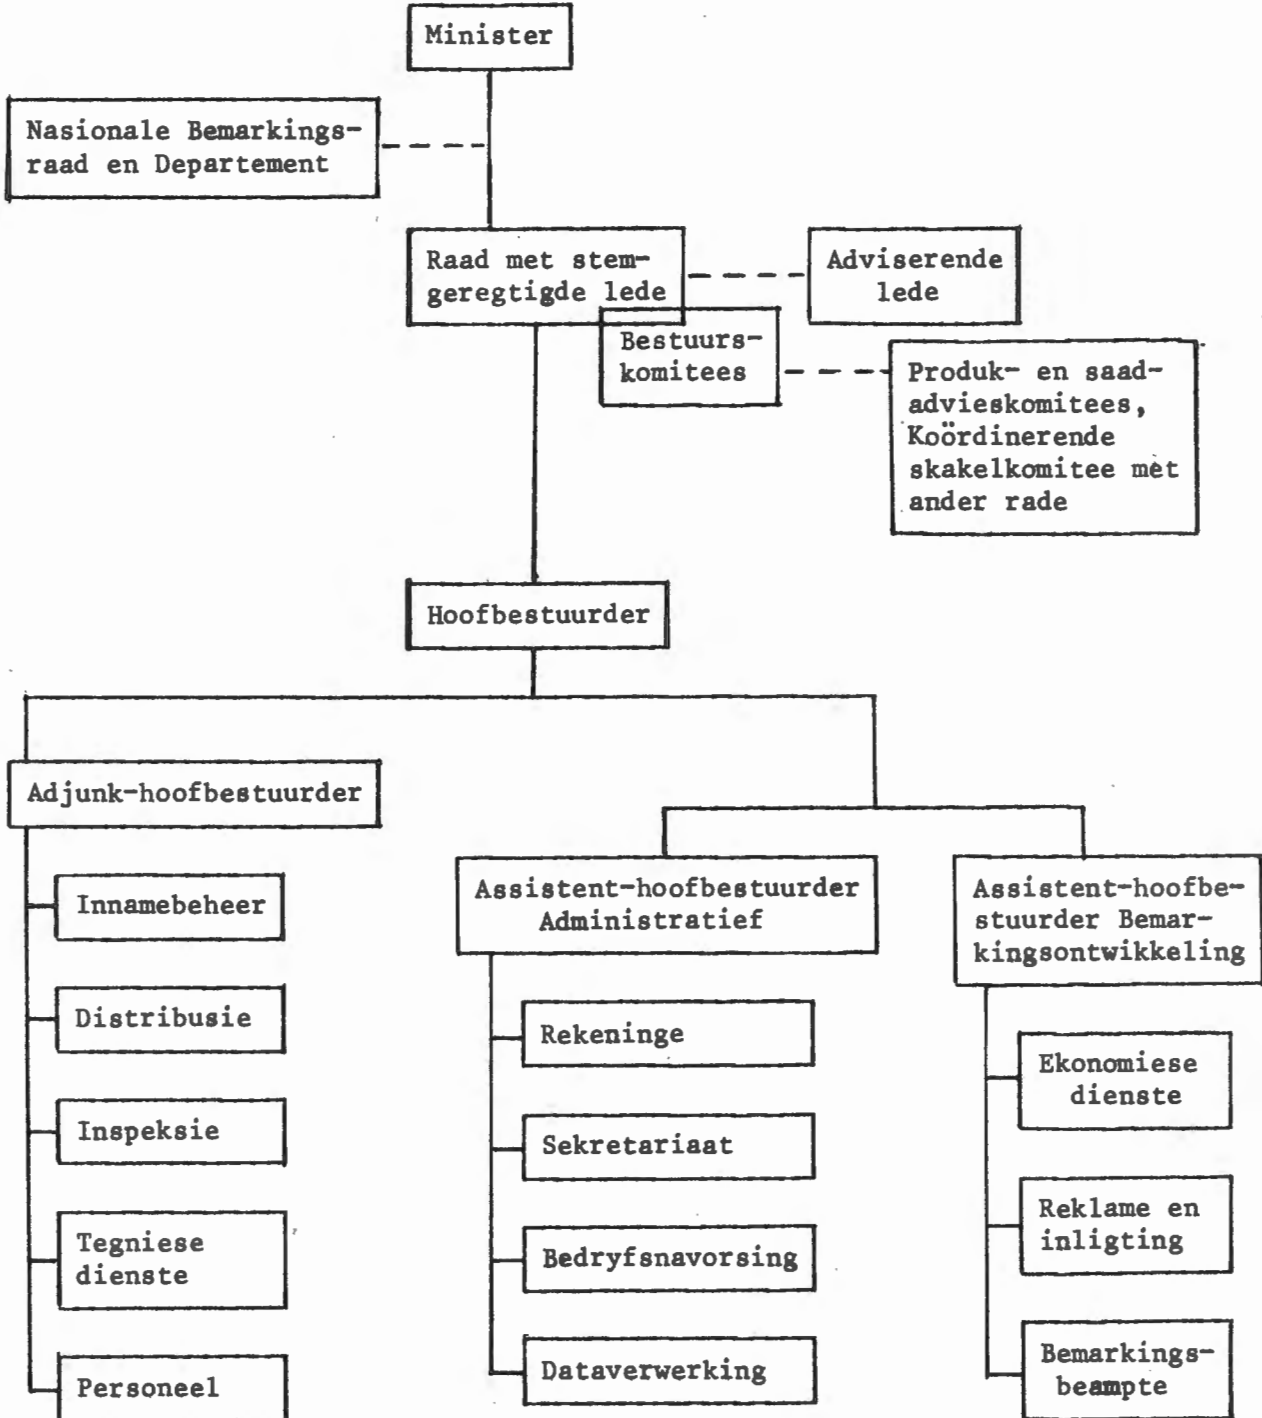 Minister
Nasionale Bemarkings-
raad en Departement
Raad met stem-
geregtigde lede
Adviserende
lede
Bestuurs-
komitees
Produk- en saad-
advieskomitees,
Koördinerende
skakelkomitee met
ander rade
Hoofbestuurder
Adjunk-hoofbestuurder
Innamebeheer
Distribusie
Inspeksie
Tegniese
dienste
Personeel
Assistent-hoofbestuurder
Administratief
Rekeninge
Sekretariaat
Bedryfsnavorsing
Dataverwerking
Assistent-hoofbe-
stuurder Bemar-
kingsontwikkeling
Ekonomiese
dienste
Reklame en
inligting
Bemarkings-
beampte